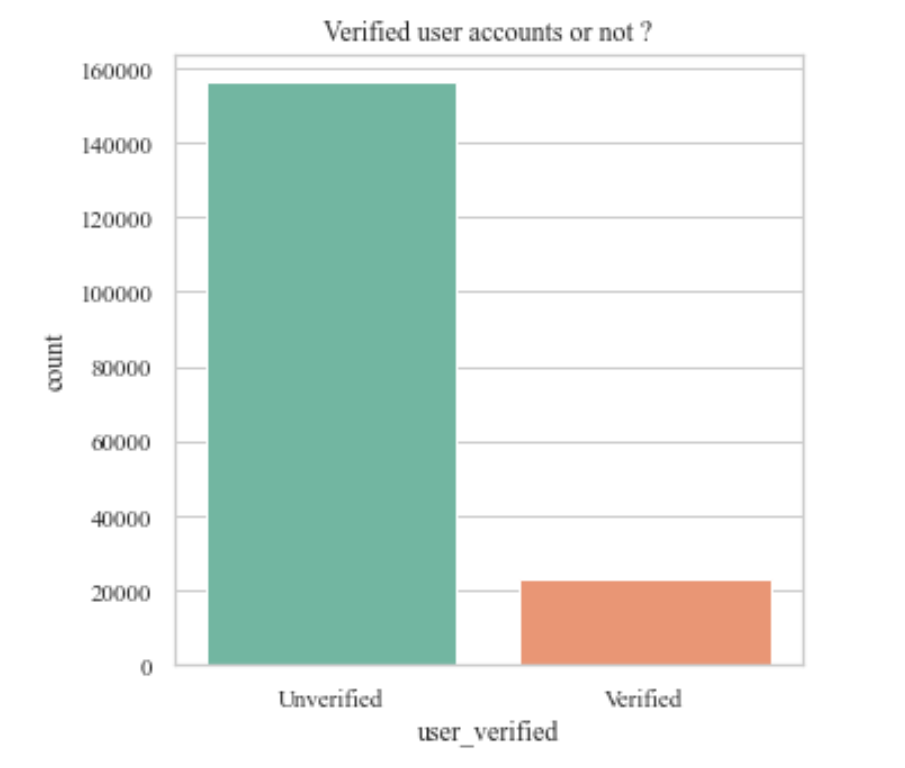 Verified user accounts or not ?
160000
140000
120000
100000
80000
60000
40000
20000
0
count
Unverified Verified
user_verified